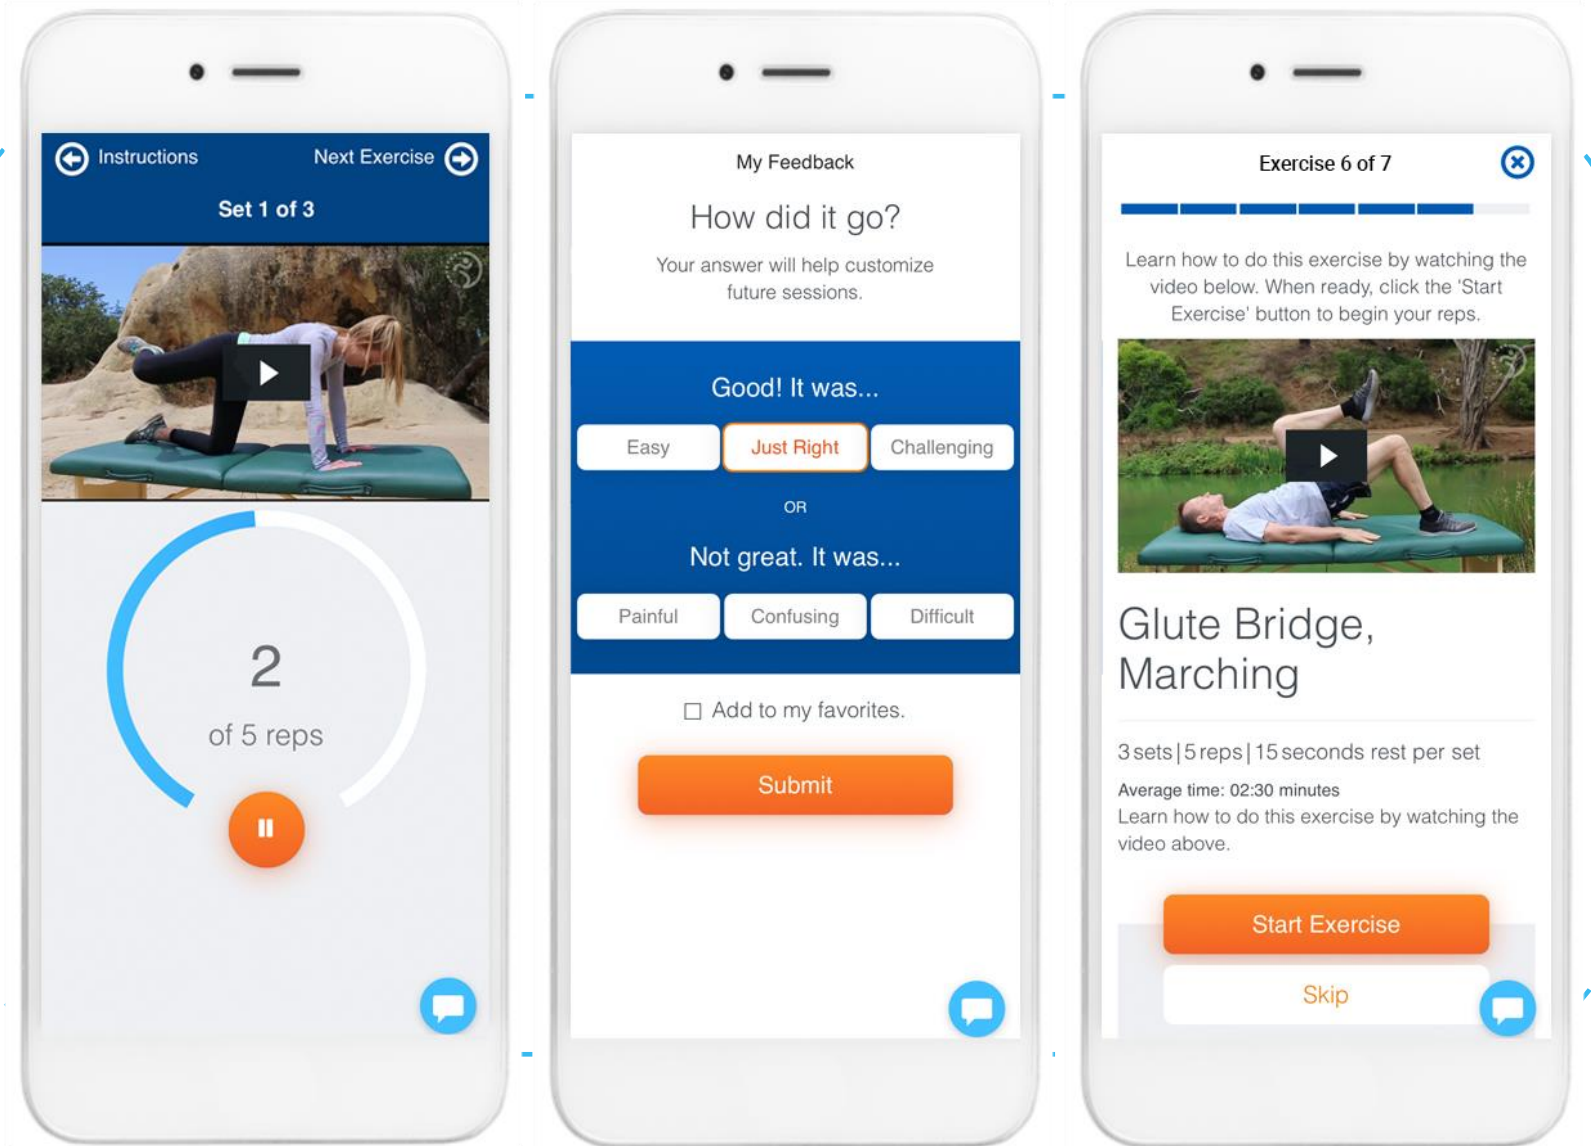 Instructions
Next Exercise
Set 1 of 3
2
of 5 reps
My Feedback
How did it go?
Your answer will help customize
future sessions.
Good! It was...
Easy
Just Right
Challenging
OR
Not great. It was...
Painful
Confusing
Difficult
Add to my favorites.
Submit
Exercise 6 of 7
Learn how to do this exercise by watching the
video below. When ready, click the 'Start
Exercise' button to begin your reps.
Glute Bridge,
Marching
3 sets|5 reps|15 seconds rest per set
Average time: 02:30 minutes
Learn how to do this exercise by watching the
video above.
Start Exercise
Skip